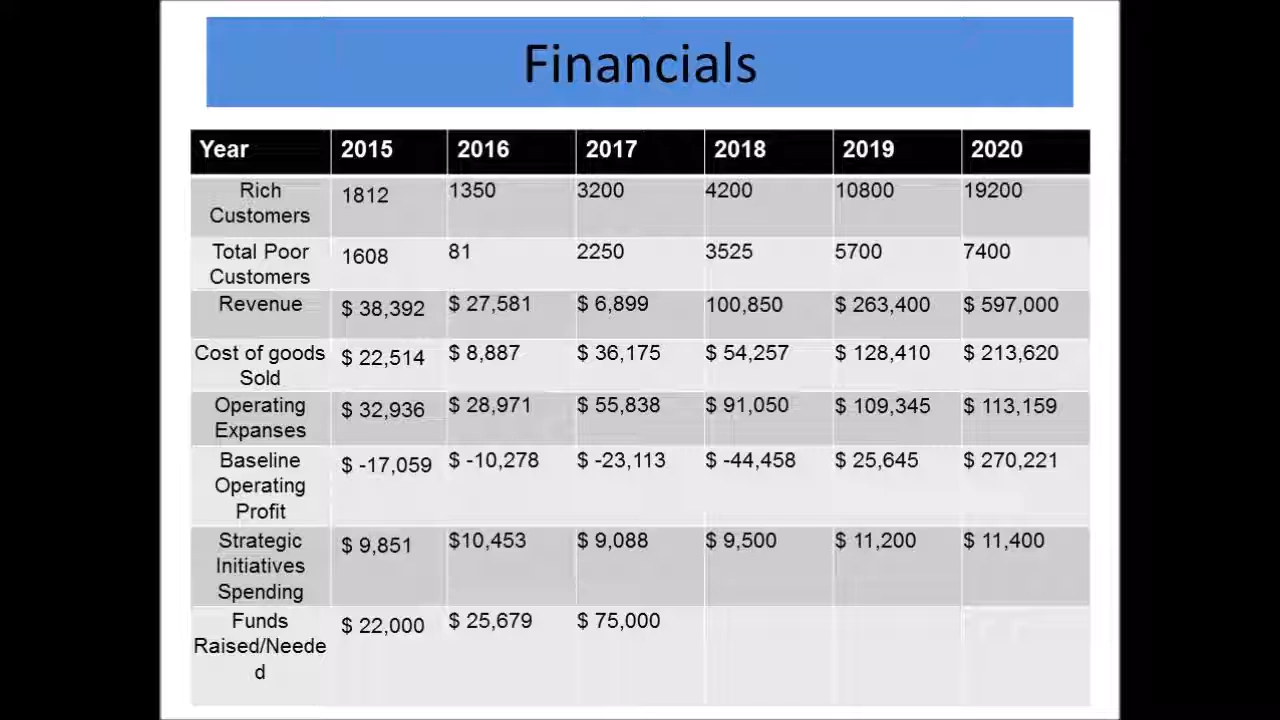 Financials
Year 2015 2016 2017 2018 2019 2020
Rich Customers 1812 1350 3200 4200 10800 19200
Total Poor Customers 1608 81 2250 3525 5700 7400
Revenue $ 38,392 $ 27,581 $ 6,899 100,850 $ 263,400 $ 597,000
Cost of goods Sold $ 22,514 $ 8,887 $ 36,175 $ 54,257 $ 128,410 $ 213,620
Operating Expanses $ 32,936 $ 28,971 $ 55,838 $ 91,050 $ 109,345 $ 113,159
Baseline Operating Profit $ -17,059 $ -10,278 $ -23,113 $ -44,458 $ 25,645 $ 270,221
Strategic Initiatives Spending $ 9,851 $10,453 $ 9,088 $ 9,500 $ 11,200 $ 11,400
Funds Raised/Needed $ 22,000 $ 25,679 $ 75,000